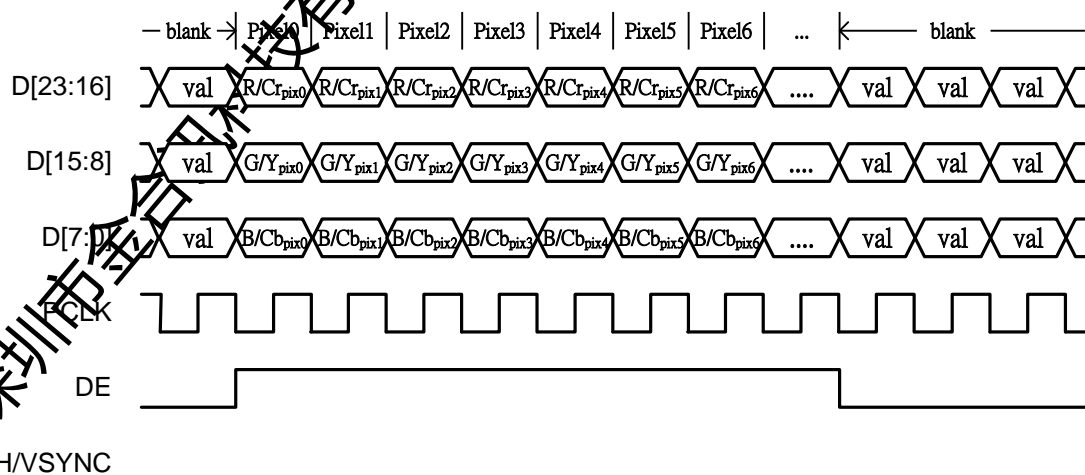 blank Pixel0 Pixel1 Pixel2 Pixel3 Pixel4 Pixel5 Pixel6 ... blank
D[23:16] val R/Crpix0 R/Crpix1 R/Crpix2 R/Crpix3 R/Crpix4 R/Crpix5 R/Crpix6 .... val val val
D[15:8] val G/Ypix0 G/Ypix1 G/Ypix2 G/Ypix3 G/Ypix4 G/Ypix5 G/Ypix6 .... val val val
D[7:0] val B/Cbpix0 B/Cbpix1 B/Cbpix2 B/Cbpix3 B/Cbpix4 B/Cbpix5 B/Cbpix6 .... val val val
PCLK
DE
H/VSYNC
深圳市金合讯科技有